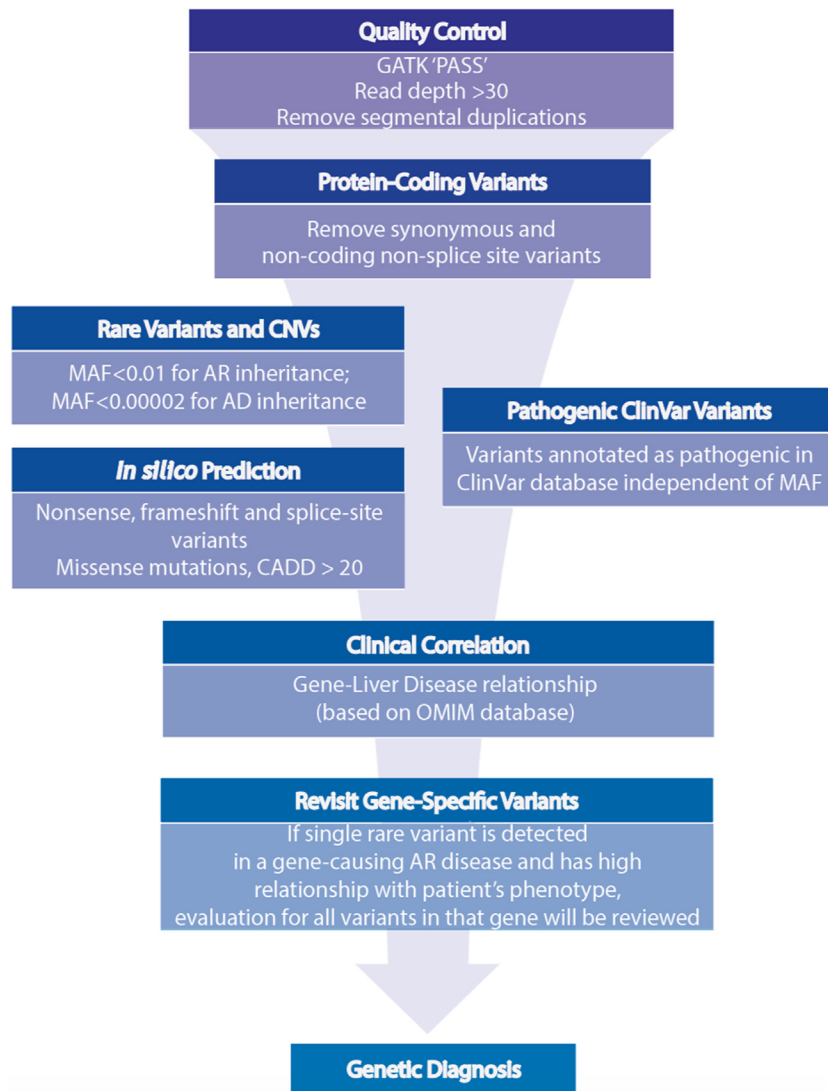 Quality Control
GATK ‘PASS’
Read depth >30
Remove segmental duplications
Protein-Coding Variants
Remove synonymous and
non-coding non-splice site variants
Rare Variants and CNVs
MAF<0.01 for AR inheritance;
MAF<0.00002 for AD inheritance
In silico Prediction
Nonsense, frameshift and splice-site
variants
Missense mutations, CADD > 20
Pathogenic ClinVar Variants
Variants annotated as pathogenic in
ClinVar database independent of MAF
Clinical Correlation
Gene-Liver Disease relationship
(based on OMIM database)
Revisit Gene-Specific Variants
If single rare variant is detected
in a gene-causing AR disease and has high
relationship with patient’s phenotype,
evaluation for all variants in that gene will be reviewed
Genetic Diagnosis